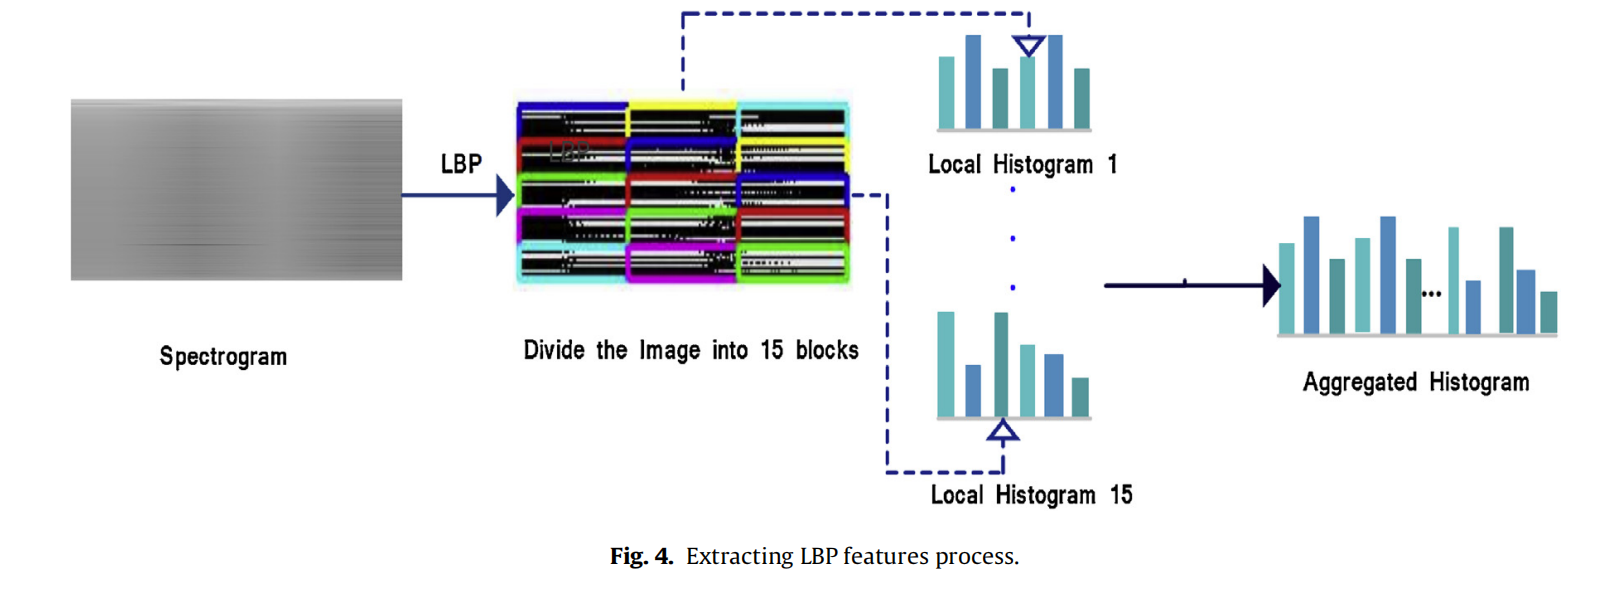 LBP
LBP
Local Histogram 1
Spectrogram
Divide the Image into 15 blocks
...
Aggregated Histogram
Local Histogram 15
Fig. 4. Extracting LBP features process.